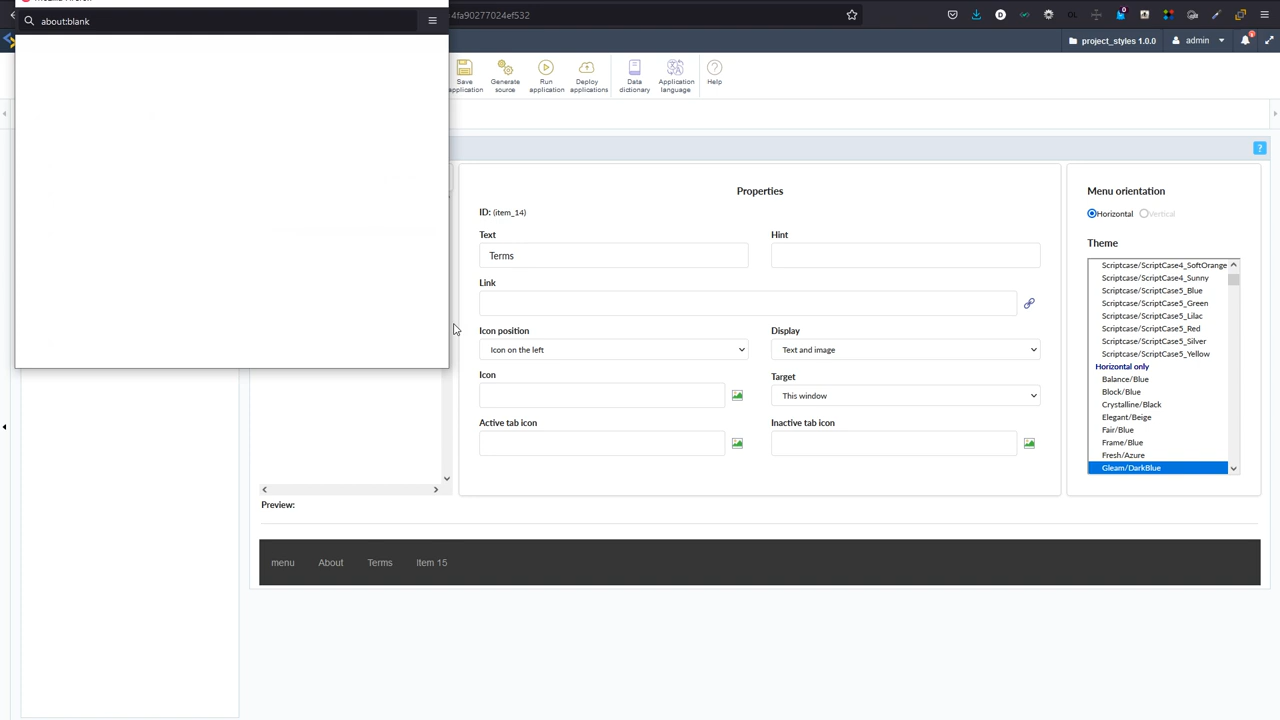 about:blank
4fa90277024ef532
project_styles 1.0.0
admin
Save application
Generate source
Run application
Deploy applications
Data dictionary
Application language
Help
Properties
ID: (item_14)
Text
Hint
Terms
Link
Icon position
Display
Icon on the left
Text and image
Icon
Target
This window
Active tab icon
Inactive tab icon
Menu orientation
Horizontal
Vertical
Theme
Scriptcase/ScriptCase4_SoftOrange
Scriptcase/ScriptCase4_Sunny
Scriptcase/ScriptCase5_Blue
Scriptcase/ScriptCase5_Green
Scriptcase/ScriptCase5_Lilac
Scriptcase/ScriptCase5_Red
Scriptcase/ScriptCase5_Silver
Scriptcase/ScriptCase5_Yellow
Horizontal only
Balance/Blue
Block/Blue
Crystalline/Black
Elegant/Beige
Fair/Blue
Frame/Blue
Fresh/Azure
Gleam/DarkBlue
Preview:
menu About Terms Item 15